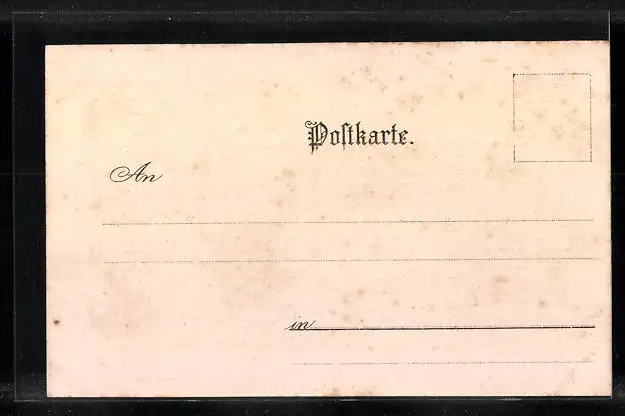 Postkarte.
An
in